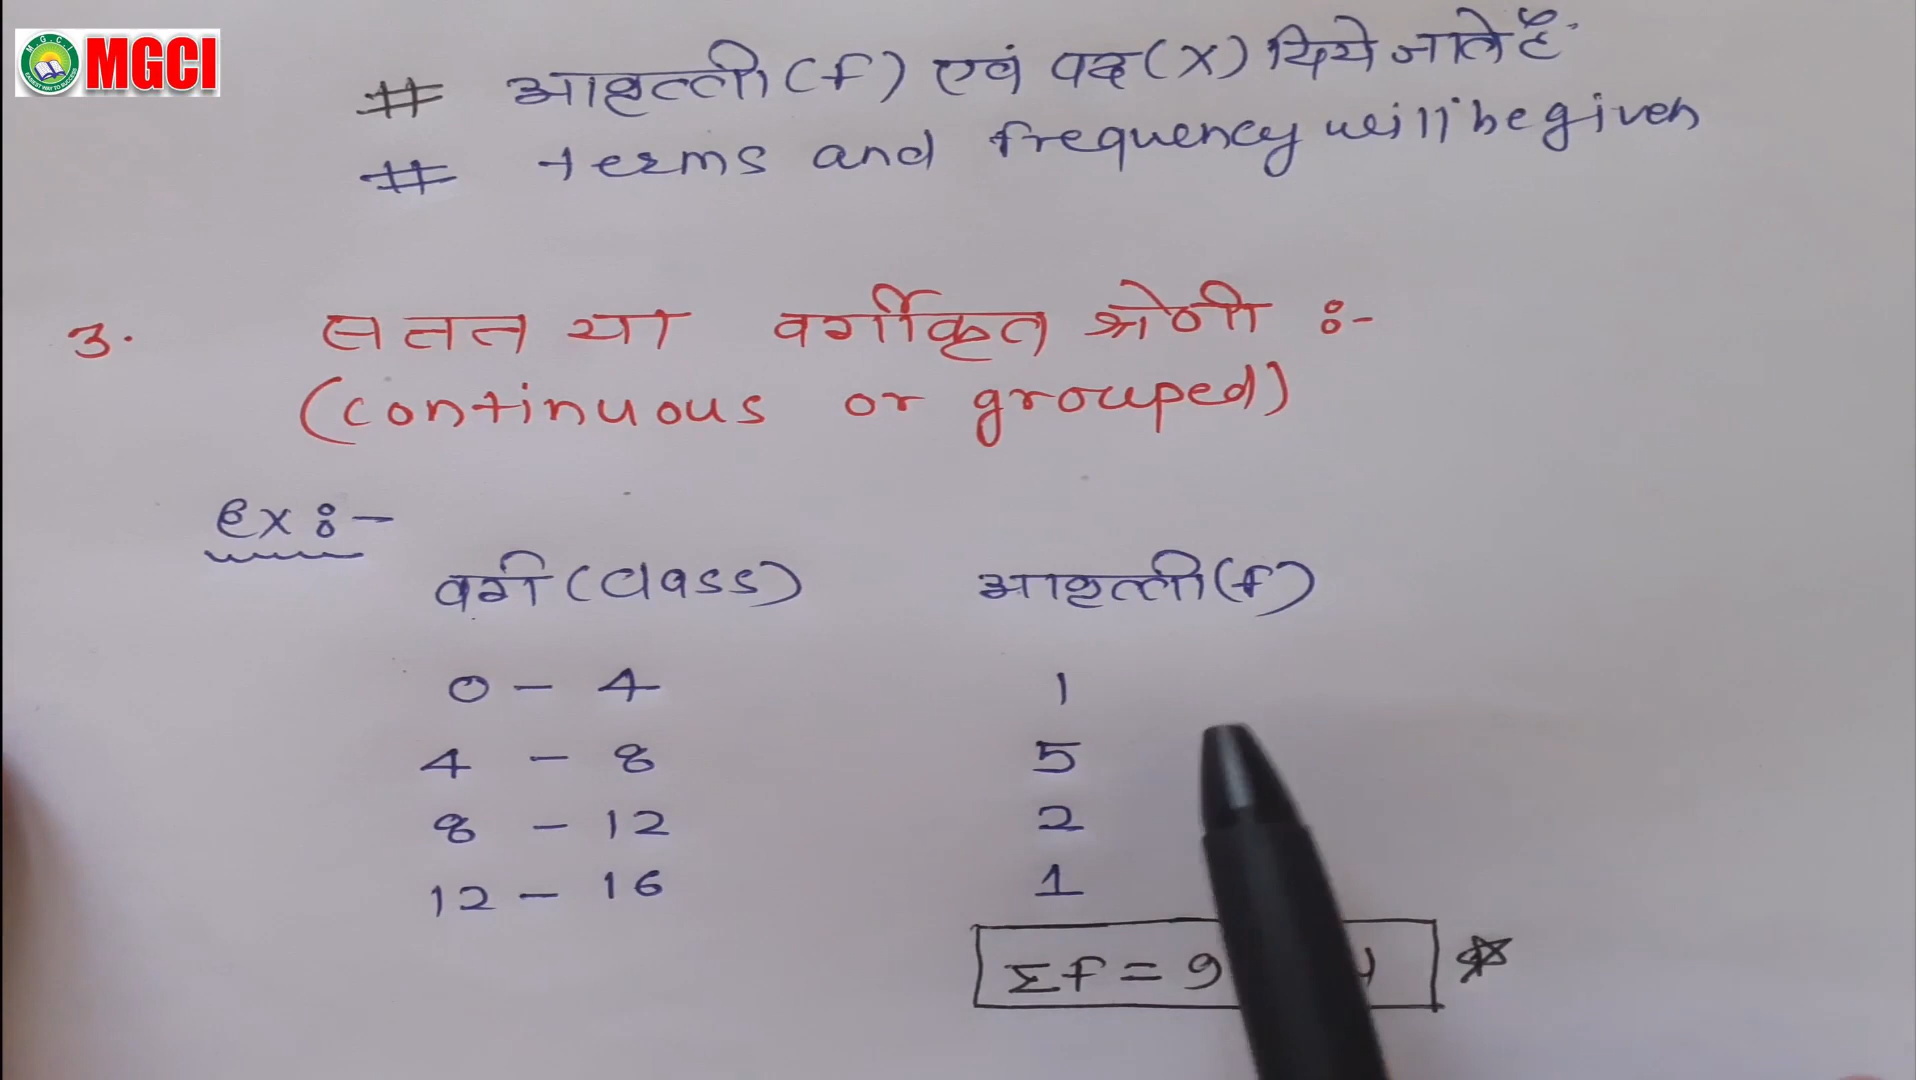 MGCI
# आवृत्ती (f) एवं पद (x) दिये जाते है
# terms and frequency will be given
3. सतत या वर्गीकृत श्रेणी :-
(continuous or grouped)
ex :-
वर्ग (class) आवृत्ती (f)
0 - 4 1
4 - 8 5
8 - 12 2
12 - 16 1
Σf = 9